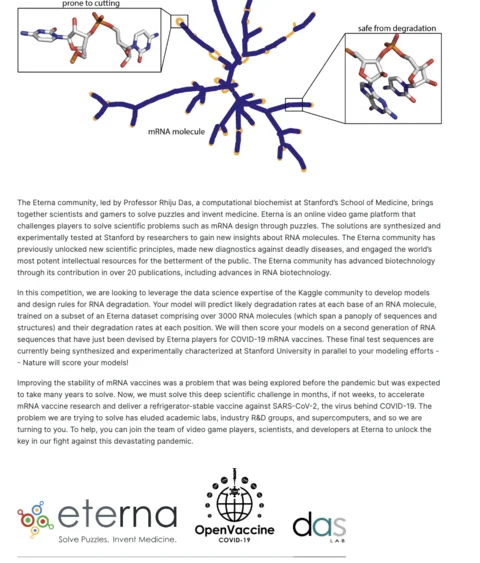 prone to cutting
safe from degradation
mRNA molecule
The Eterna community, led by Professor Rhiju Das, a computational biochemist at Stanford's School of Medicine, brings
together scientists and gamers to solve puzzles and invent medicine. Eterna is an online video game platform that
challenges players to solve scientific problems such as mRNA design through puzzles. The solutions are synthesized and
experimentally tested at Stanford by researchers to gain new insights about RNA molecules. The Eterna community has
previously unlocked new scientific principles, made new diagnostics against deadly diseases, and engaged the world's
most potent intellectual resources for the betterment of the public. The Eterna community has advanced biotechnology
through its contribution in over 20 publications, including advances in RNA biotechnology.
In this competition, we are looking to leverage the data science expertise of the Kaggle community to develop models
and design rules for RNA degradation. Your model will predict likely degradation rates at each base of an RNA molecule,
trained on a subset of an Eterna dataset comprising over 3000 RNA molecules (which span a panoply of sequences and
structures) and their degradation rates at each position. We will then score your models on a second generation of RNA
sequences that have just been devised by Eterna players for COVID-19 mRNA vaccines. These final test sequences are
currently being synthesized and experimentally characterized at Stanford University in parallel to your modeling efforts -
- Nature will score your models!
Improving the stability of mRNA vaccines was a problem that was being explored before the pandemic but was expected
to take many years to solve. Now, we must solve this deep scientific challenge in months, if not weeks, to accelerate
mRNA vaccine research and deliver a refrigerator-stable vaccine against SARS-CoV-2, the virus behind COVID-19. The
problem we are trying to solve has eluded academic labs, industry R&D groups, and supercomputers, and so we are
turning to you. To help, you can join the team of video game players, scientists, and developers at Eterna to unlock the
key in our fight against this devastating pandemic.
eterna
Solve Puzzles. Invent Medicine.
OpenVaccine
COVID-19
das
LAB